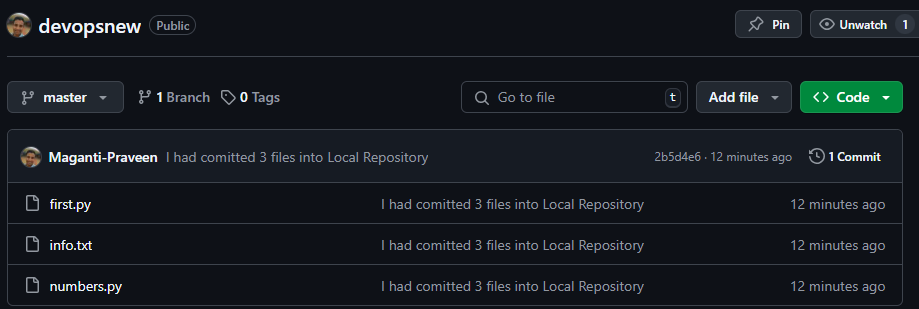 devopsnew Public Pin Unwatch 1
master 1 Branch 0 Tags Go to file t Add file Code
Maganti-Praveen I had comitted 3 files into Local Repository 2b5d4e6 · 12 minutes ago 1 Commit
first.py I had comitted 3 files into Local Repository 12 minutes ago
info.txt I had comitted 3 files into Local Repository 12 minutes ago
numbers.py I had comitted 3 files into Local Repository 12 minutes ago